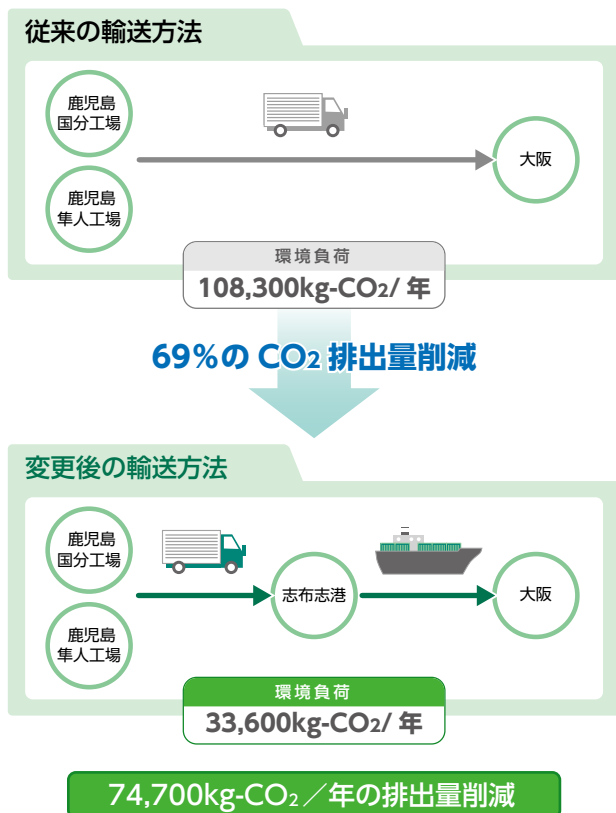 従来の輸送方法
鹿児島
国分工場
鹿児島
隼人工場
大阪
環境負荷
108,300kg-CO2/ 年
69%の CO2 排出量削減
変更後の輸送方法
鹿児島
国分工場
鹿児島
隼人工場
志布志港
大阪
環境負荷
33,600kg-CO2/ 年
74,700kg-CO2／年の排出量削減